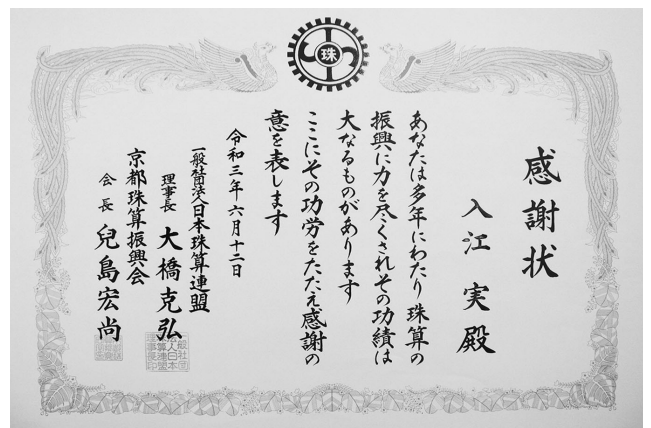 珠
感謝状
入江 実 殿
あなたは多年にわたり珠算の
振興に力を尽くされその功績は
大なるものがあります
ここにその功労をたたえ感謝の
意を表します
令和三年六月十二日
一般社団法人日本珠算連盟
理事長 大橋克弘
京都珠算振興会
会長 兒島宏尚